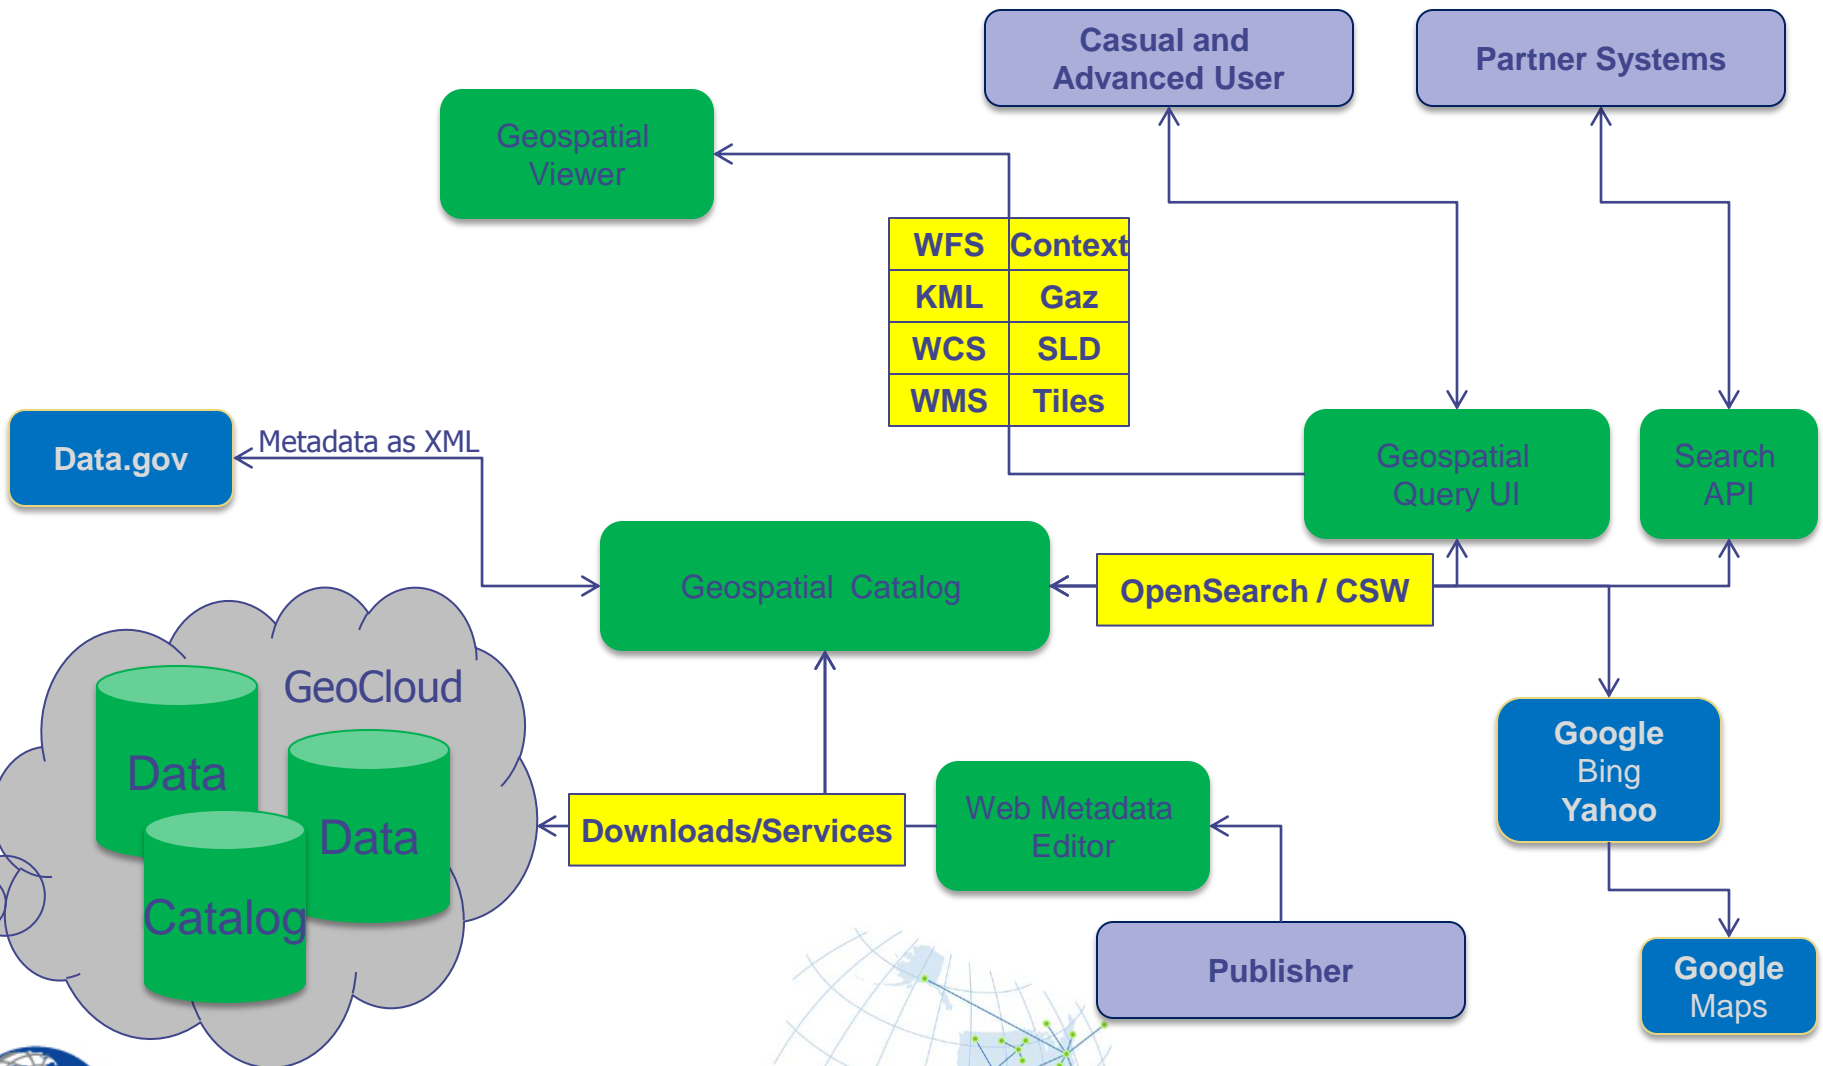 Casual and
Advanced User
Partner Systems
Geospatial
Viewer
WFS Context
KML Gaz
WCS SLD
WMS Tiles
Data.gov
Metadata as XML
Geospatial
Query UI
Search
API
Geospatial Catalog
OpenSearch / CSW
GeoCloud
Data
Data
Catalog
Downloads/Services
Web Metadata
Editor
Google
Bing
Yahoo
Publisher
Google
Maps